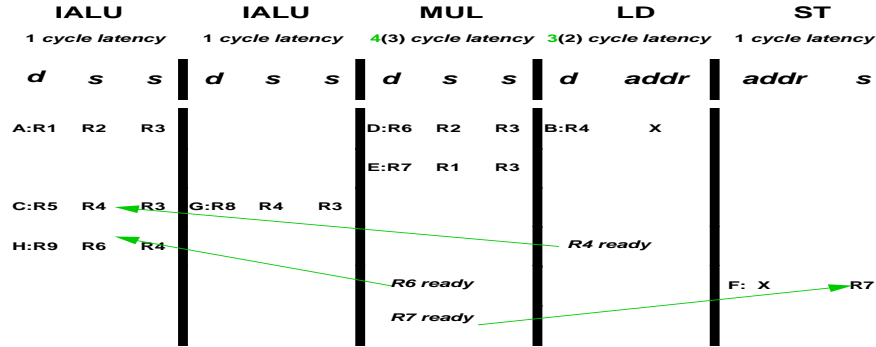 IALU IALU MUL LD ST
1 cycle latency 1 cycle latency 4(3) cycle latency 3(2) cycle latency 1 cycle latency
d s s d s s d s s d addr addr s
A:R1 R2 R3 D:R6 R2 R3 B:R4 X
E:R7 R1 R3
C:R5 R4 R3 G:R8 R4 R3
H:R9 R6 R4 R4 ready
R6 ready F: X R7
R7 ready